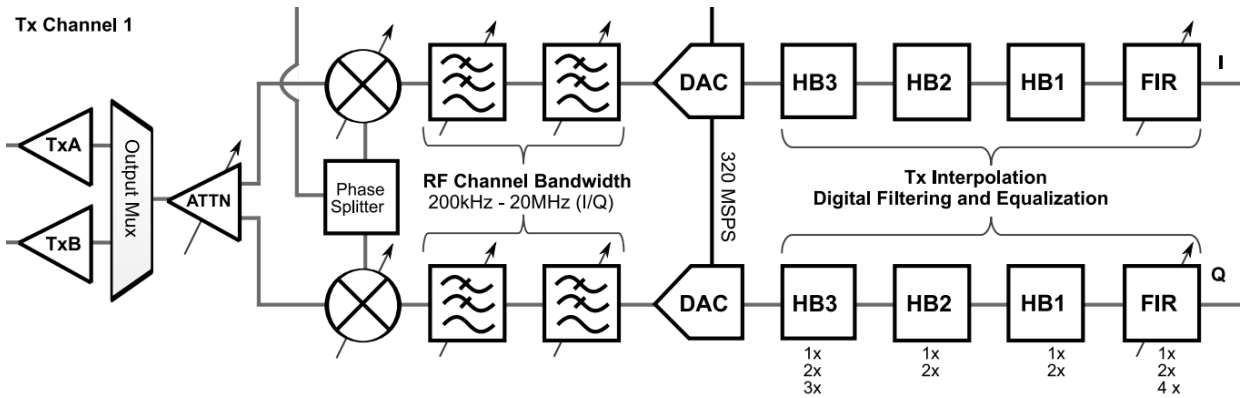 Tx Channel 1
DAC
HB3
HB2
HB1
FIR
I
TxA
Output Mux
Phase
Splitter
RF Channel Bandwidth
200kHz - 20MHz (I/Q)
320 MSPS
Tx Interpolation
Digital Filtering and Equalization
ATTN
TxB
DAC
HB3
HB2
HB1
FIR
Q
1x
2x
3x
1x
2x
1x
2x
1x
2x
4 x